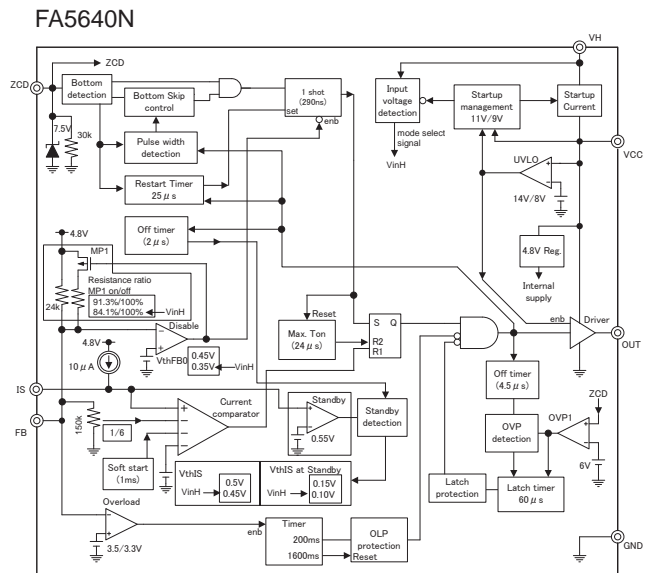 FA5640N
VH
ZCD
ZCD
Bottom
detection
Bottom Skip
control
1 shot
(290ns)
set
enb
Input
voltage
detection
Startup
management
11V/9V
Startup
Current
mode select
signal
VinH
VCC
7.5V
30k
Pulse width
detection
UVLO
14V/8V
Restart Timer
25μs
Off timer
(2μs)
4.8V Reg.
Internal
supply
4.8V
MP1
Resistance ratio
MP1 on/off
91.3%/100%
84.1%/100%
VinH
24k
Disable
VthFB0
0.45V
0.35V
VinH
Reset
Max. Ton
(24μs)
S Q
R2
R1
enb
Driver
OUT
4.8V
10μA
IS
FB
150k
1/6
Current
comparator
Standby
0.55V
Standby
detection
Off timer
(4.5μs)
ZCD
OVP
detection
OVP1
6V
Soft start
(1ms)
VthIS
VinH
0.5V
0.45V
VthIS at Standby
VinH
0.15V
0.10V
Latch
protection
Latch timer
60μs
Overload
3.5/3.3V
enb
Timer
200ms
1600ms
OLP
protection
Reset
GND